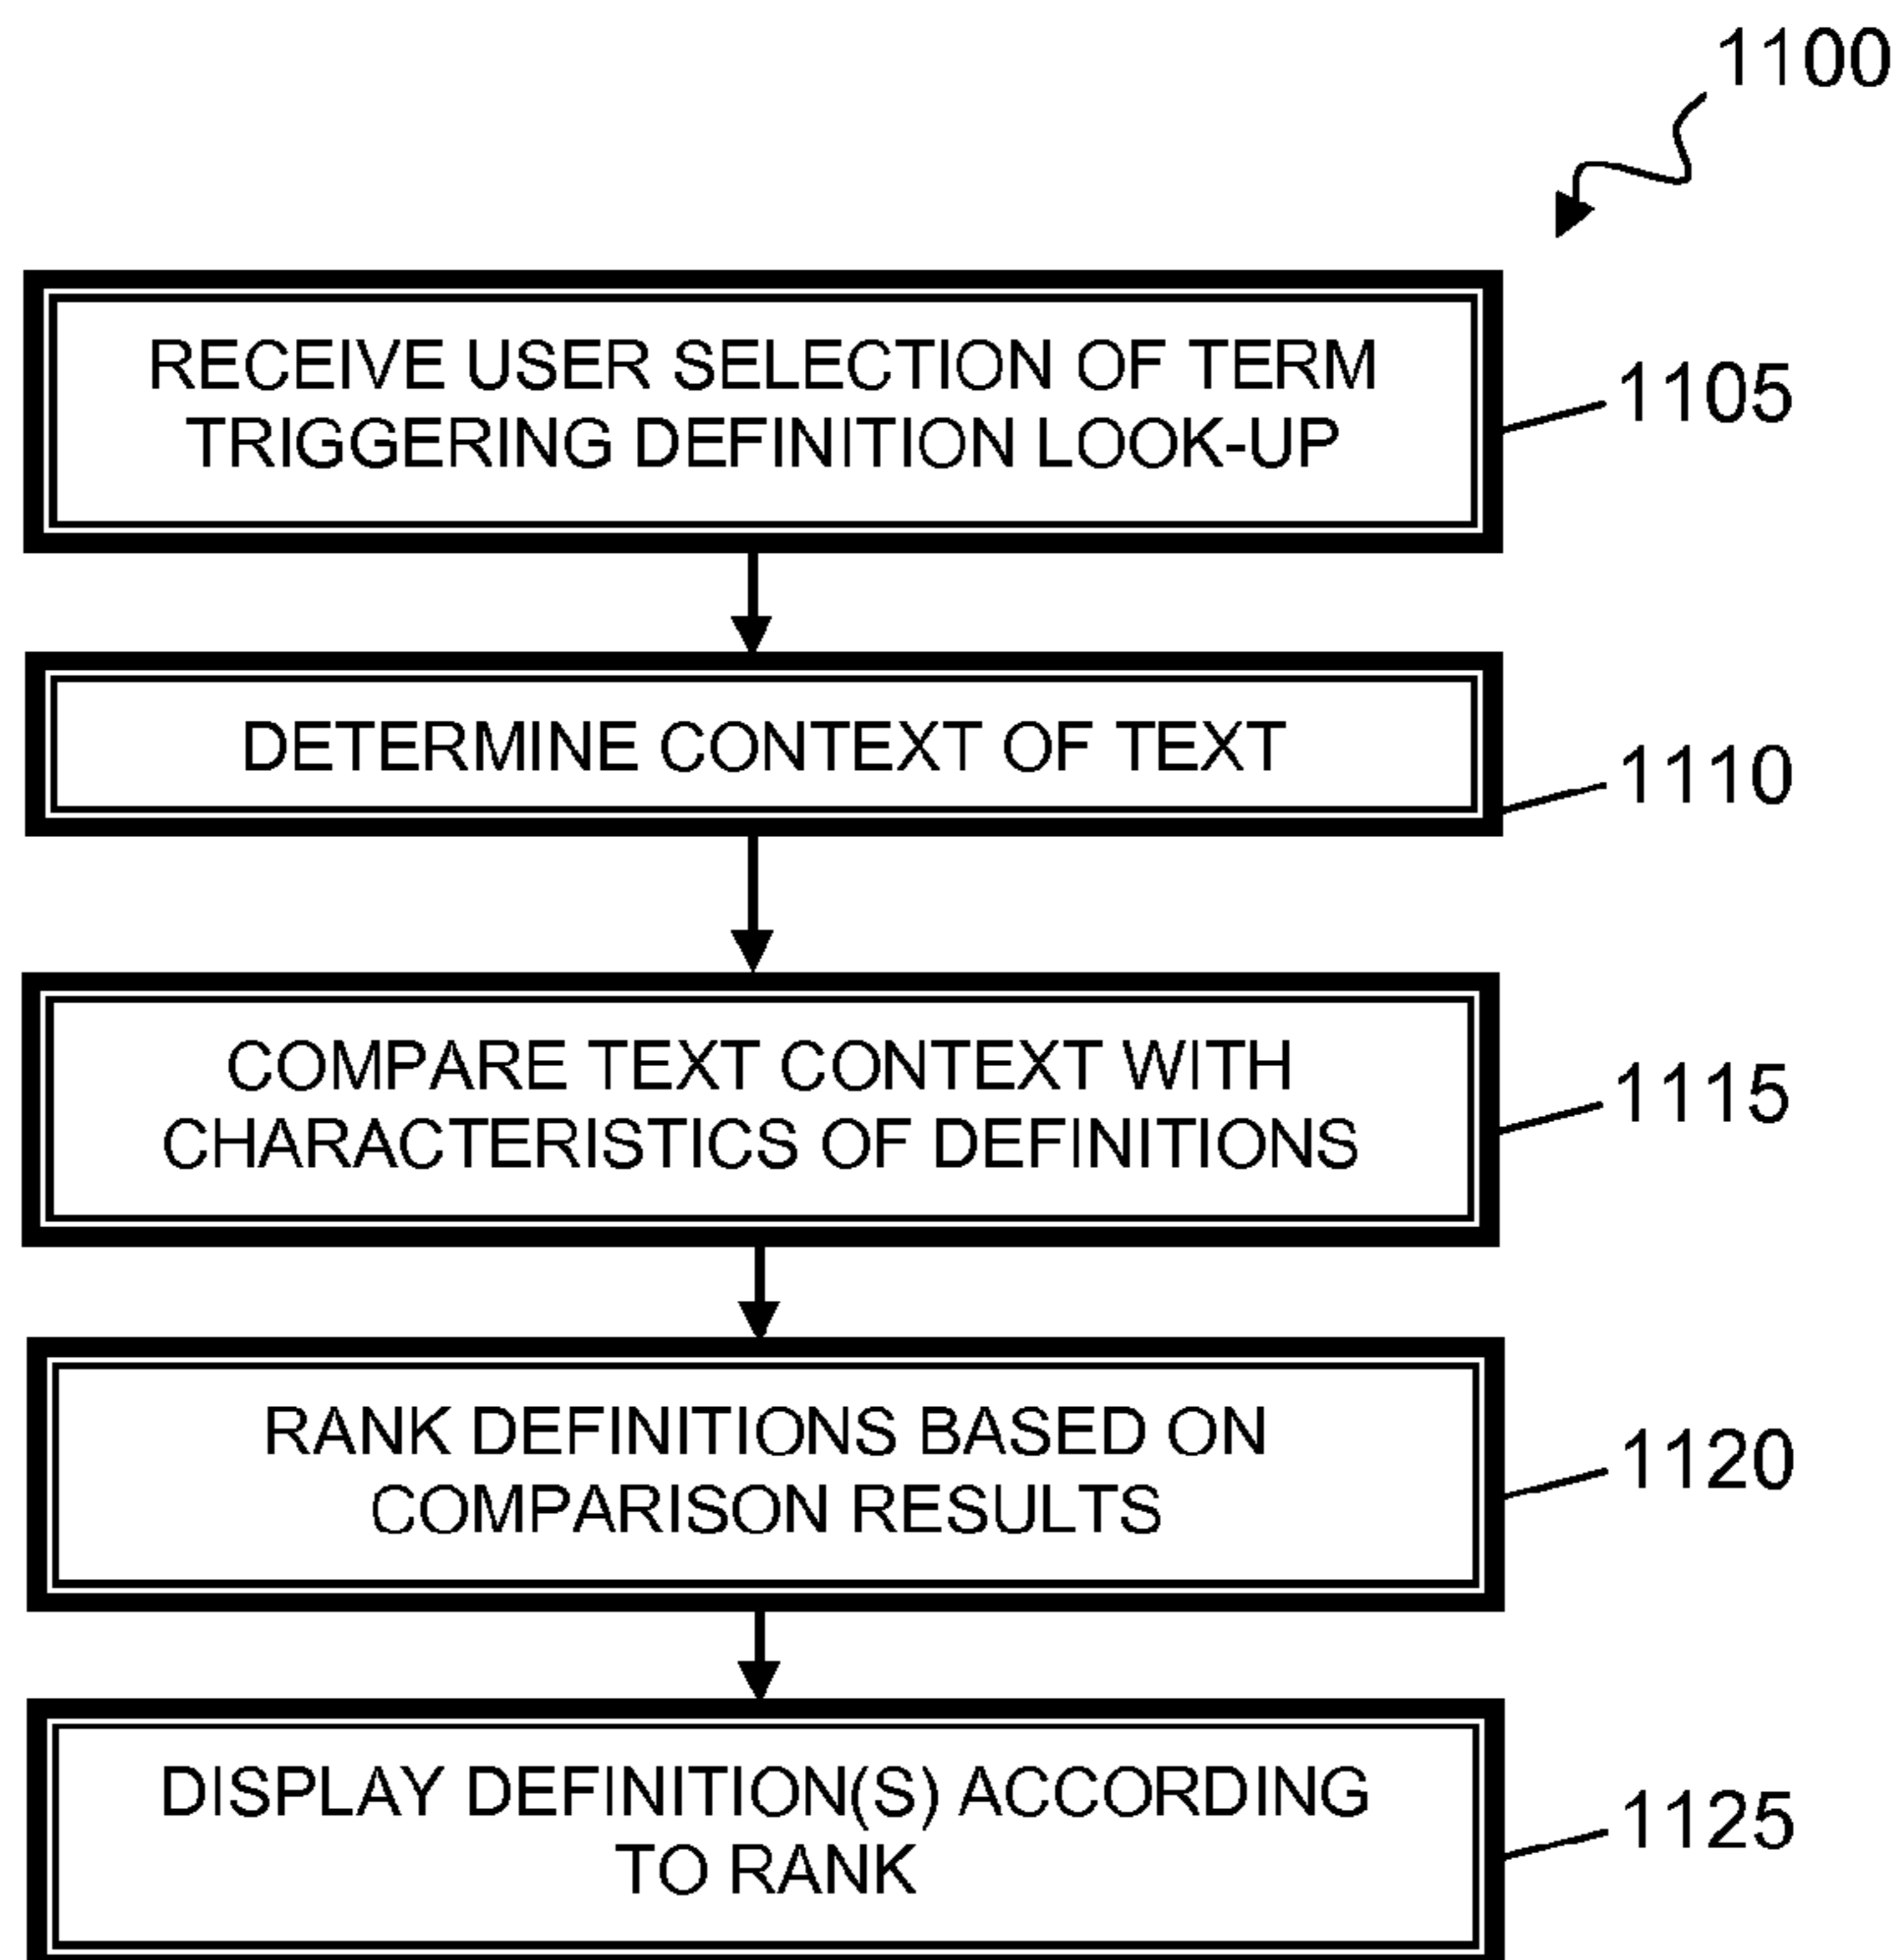 1100
RECEIVE USER SELECTION OF TERM
TRIGGERING DEFINITION LOOK-UP
1105
DETERMINE CONTEXT OF TEXT
1110
COMPARE TEXT CONTEXT WITH
CHARACTERISTICS OF DEFINITIONS
1115
RANK DEFINITIONS BASED ON
COMPARISON RESULTS
1120
DISPLAY DEFINITION(S) ACCORDING
TO RANK
1125